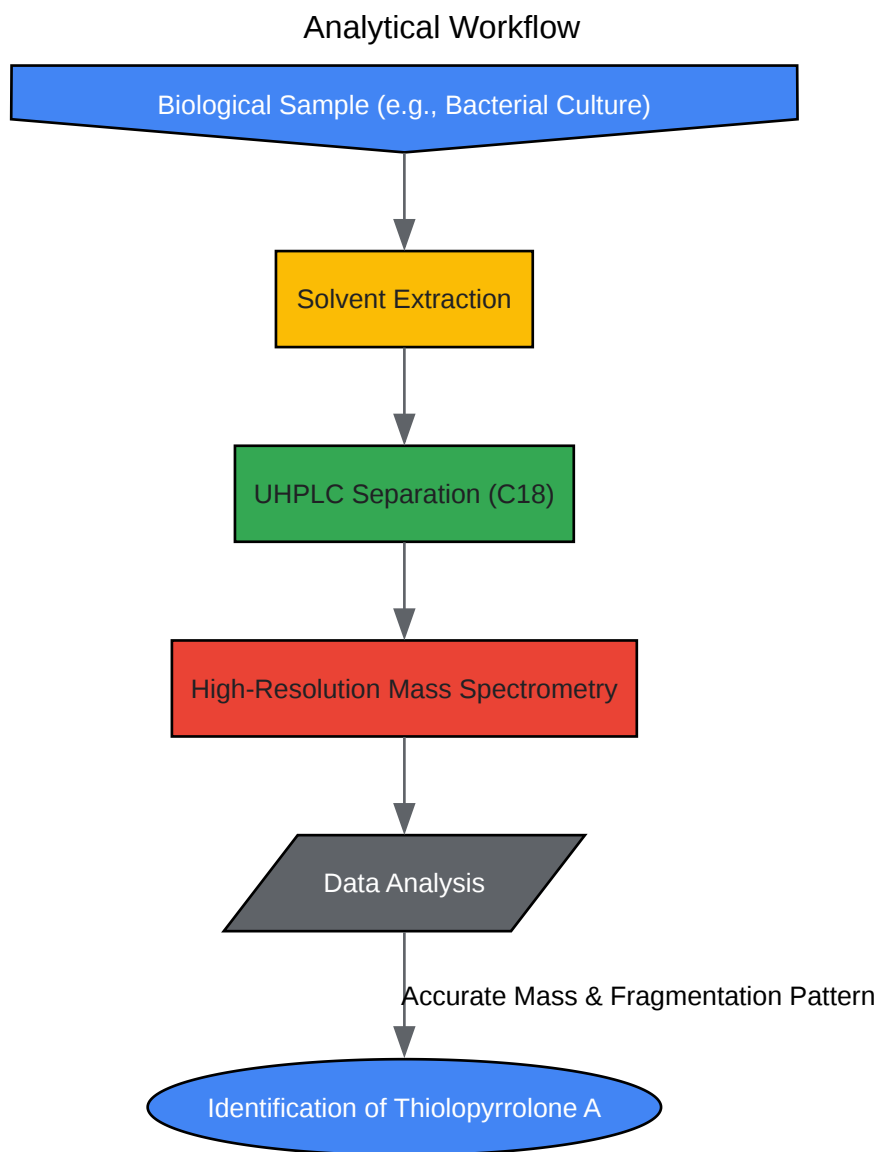 Analytical Workflow
Biological Sample (e.g., Bacterial Culture)
Solvent Extraction
UHPLC Separation (C18)
High-Resolution Mass Spectrometry
Data Analysis
Accurate Mass & Fragmentation Pattern
Identification of Thiolopyrrolone A